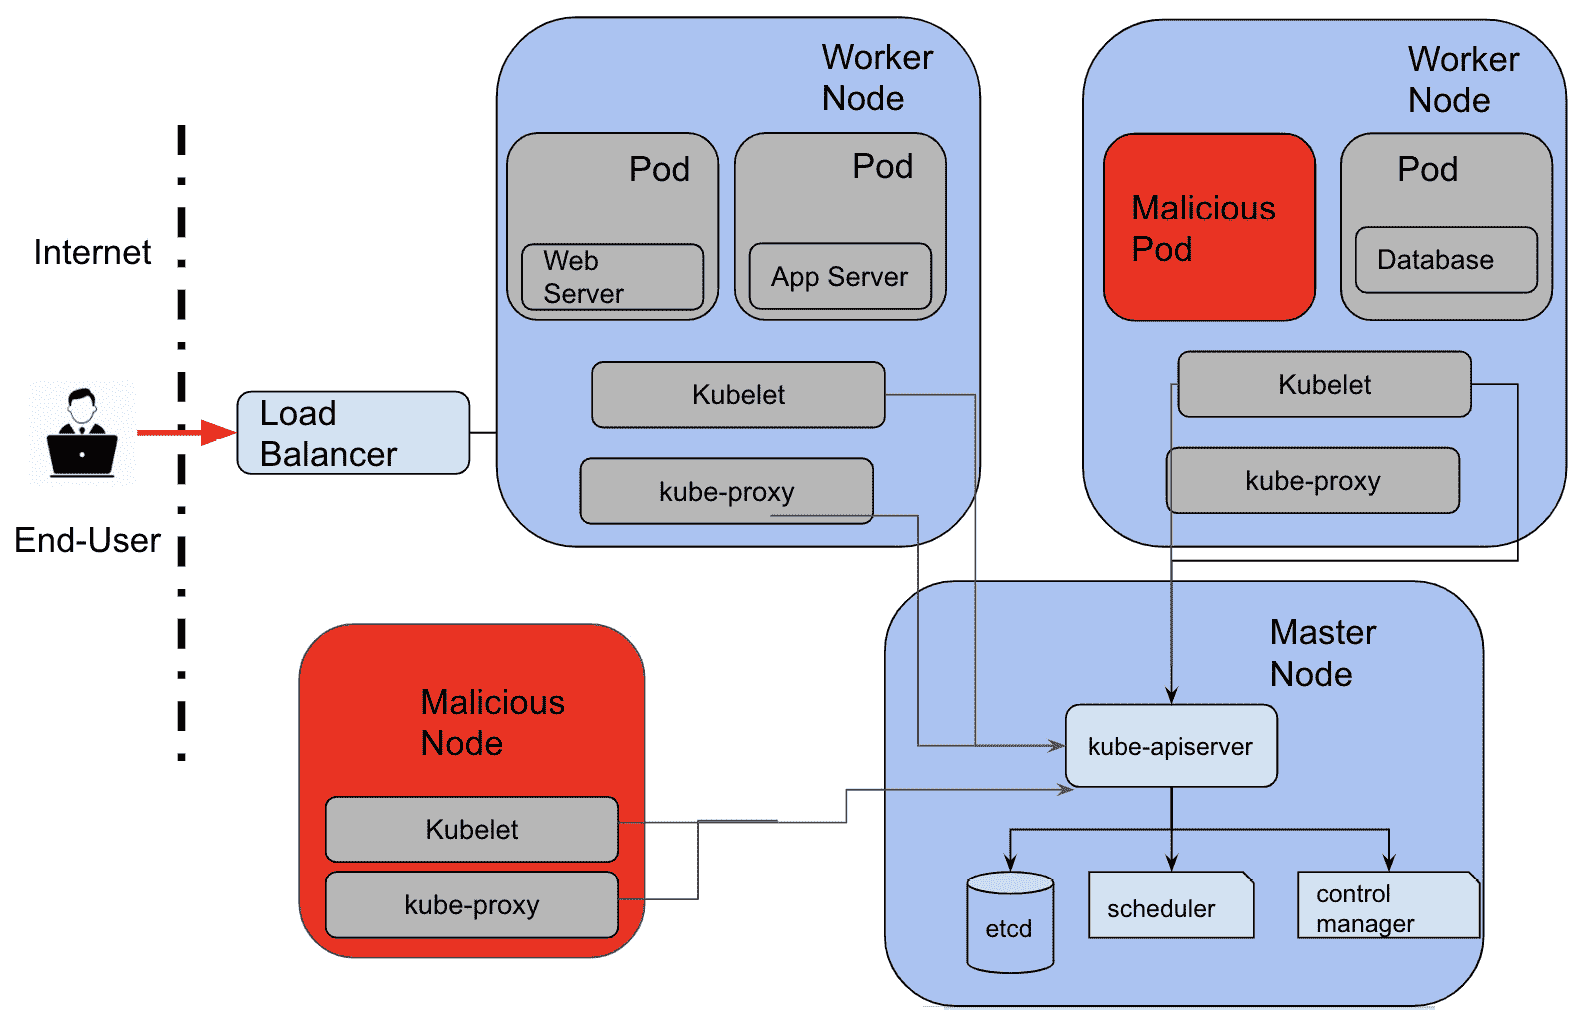 Worker
Node
Pod
Web
Server
Pod
App Server
Kubelet
kube-proxy
Worker
Node
Malicious
Pod
Pod
Database
Kubelet
kube-proxy
Internet
End-User
Load
Balancer
Malicious
Node
Kubelet
kube-proxy
Master
Node
kube-apiserver
etcd
scheduler
control
manager